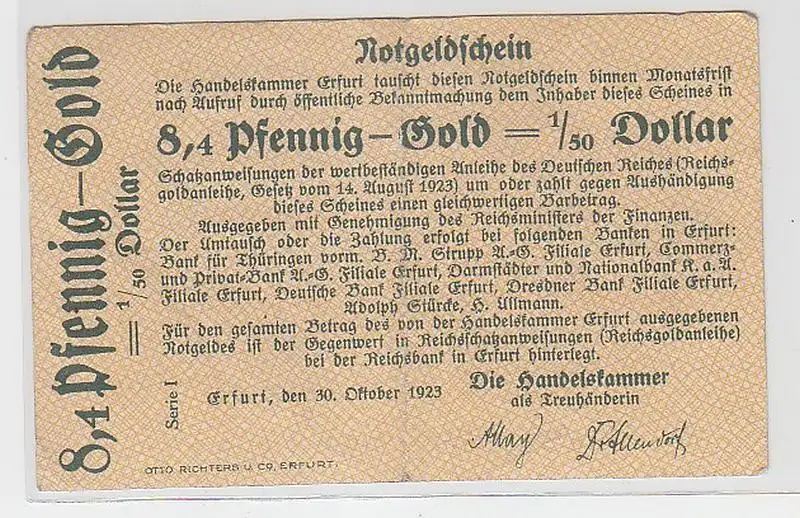 Notgeldschein
Die Handelskammer Erfurt tauscht diesen Notgeldschein binnen Monatsfrist
nach Aufruf durch öffentliche Bekanntmachung dem Inhaber dieses Scheines in
8,4 Pfennig-Gold = 1/50 Dollar
Schatzanweisungen der wertbeständigen Anleihe des Deutschen Reiches (Reichs-
goldanleihe, Gesetz vom 14. August 1923) um oder zahlt gegen Aushändigung
dieses Scheines einen gleichwertigen Barbetrag.
Ausgegeben mit Genehmigung des Reichsministers der Finanzen.
Der Umtausch oder die Zahlung erfolgt bei folgenden Banken in Erfurt:
Bank für Thüringen vorm. B. M. Strupp A.-G. Filiale Erfurt, Commerz-
und Privat-Bank A.-G. Filiale Erfurt, Darmstädter und Nationalbank K. a. A.
Filiale Erfurt, Deutsche Bank Filiale Erfurt, Dresdner Bank Filiale Erfurt,
Adolph Stürcke, H. Ullmann.
Für den gesamten Betrag des von der Handelskammer Erfurt ausgegebenen
Notgeldes ist der Gegenwert in Reichsschatzanweisungen (Reichsgoldanleihe)
bei der Reichsbank in Erfurt hinterlegt.
Erfurt, den 30. Oktober 1923
Die Handelskammer
als Treuhänderin
Serie I
8,4 Pfennig-Gold
= 1/50 Dollar
OTTO RICHTERS U. CO, ERFURT.